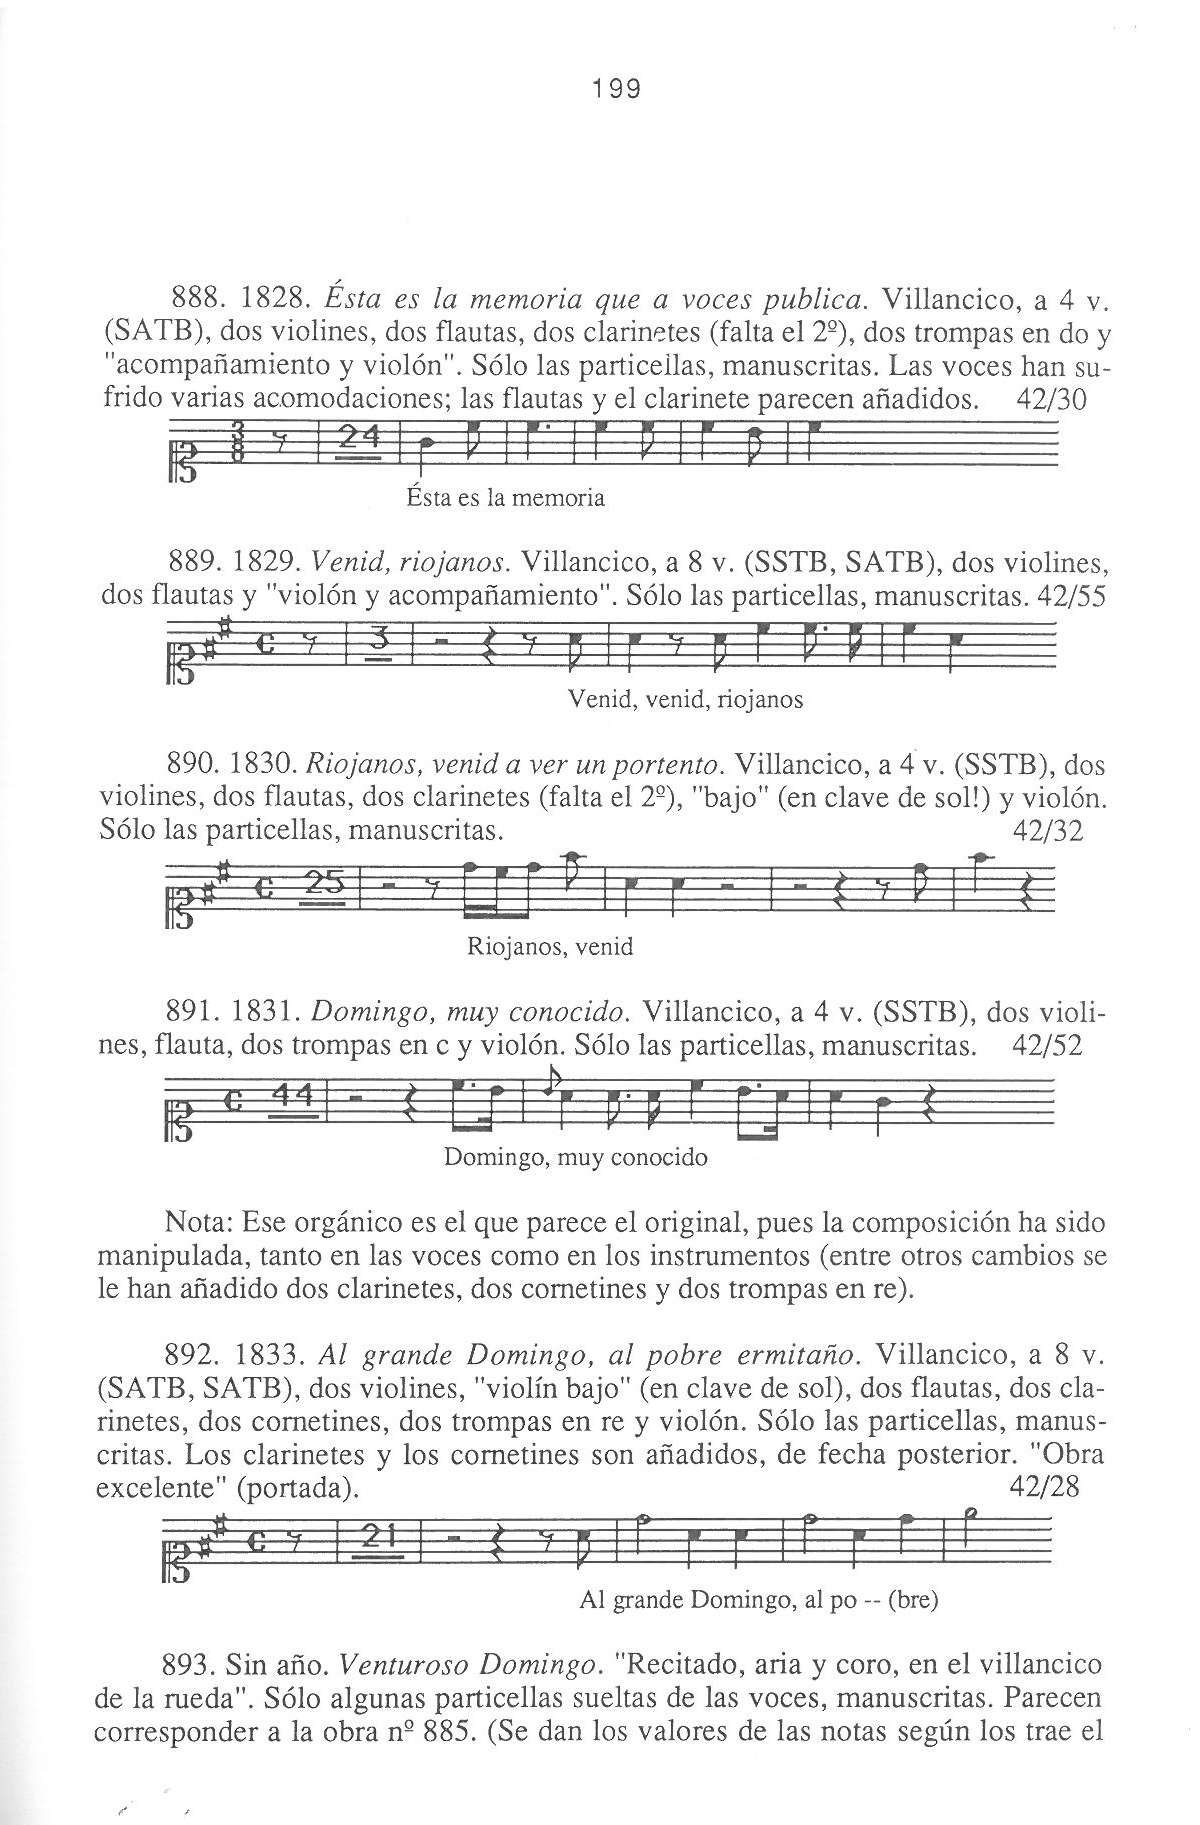 199
888. 1828. Ésta es la memoria que a voces publica. Villancico, a 4 v.
(SATB), dos violines, dos flautas, dos clarinetes (falta el 2º), dos trompas en do y
"acompañamiento y violón". Sólo las particellas, manuscritas. Las voces han su-
frido varias acomodaciones; las flautas y el clarinete parecen añadidos. 42/30
3 8 24
Ésta es la memoria
889. 1829. Venid, riojanos. Villancico, a 8 v. (SSTB, SATB), dos violines,
dos flautas y "violón y acompañamiento". Sólo las particellas, manuscritas. 42/55
3
Venid, venid, riojanos
890. 1830. Riojanos, venid a ver un portento. Villancico, a 4 v. (SSTB), dos
violines, dos flautas, dos clarinetes (falta el 2º), "bajo" (en clave de sol!) y violón.
Sólo las particellas, manuscritas. 42/32
25
Riojanos, venid
891. 1831. Domingo, muy conocido. Villancico, a 4 v. (SSTB), dos violi-
nes, flauta, dos trompas en c y violón. Sólo las particellas, manuscritas. 42/52
44
Domingo, muy conocido
Nota: Ese orgánico es el que parece el original, pues la composición ha sido
manipulada, tanto en las voces como en los instrumentos (entre otros cambios se
le han añadido dos clarinetes, dos cornetines y dos trompas en re).
892. 1833. Al grande Domingo, al pobre ermitaño. Villancico, a 8 v.
(SATB, SATB), dos violines, "violín bajo" (en clave de sol), dos flautas, dos cla-
rinetes, dos cornetines, dos trompas en re y violón. Sólo las particellas, manus-
critas. Los clarinetes y los cornetines son añadidos, de fecha posterior. "Obra
excelente" (portada). 42/28
21
Al grande Domingo, al po -- (bre)
893. Sin año. Venturoso Domingo. "Recitado, aria y coro, en el villancico
de la rueda". Sólo algunas particellas sueltas de las voces, manuscritas. Parecen
corresponder a la obra nº 885. (Se dan los valores de las notas según los trae el